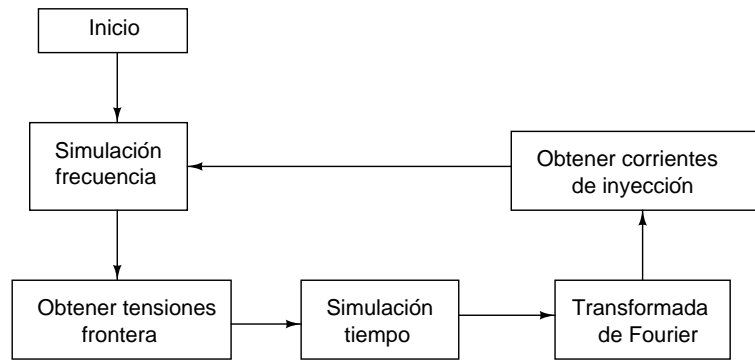 Inicio
Simulación
frecuencia
Obtener corrientes
de inyección
Obtener tensiones
frontera
Simulación
tiempo
Transformada
de Fourier